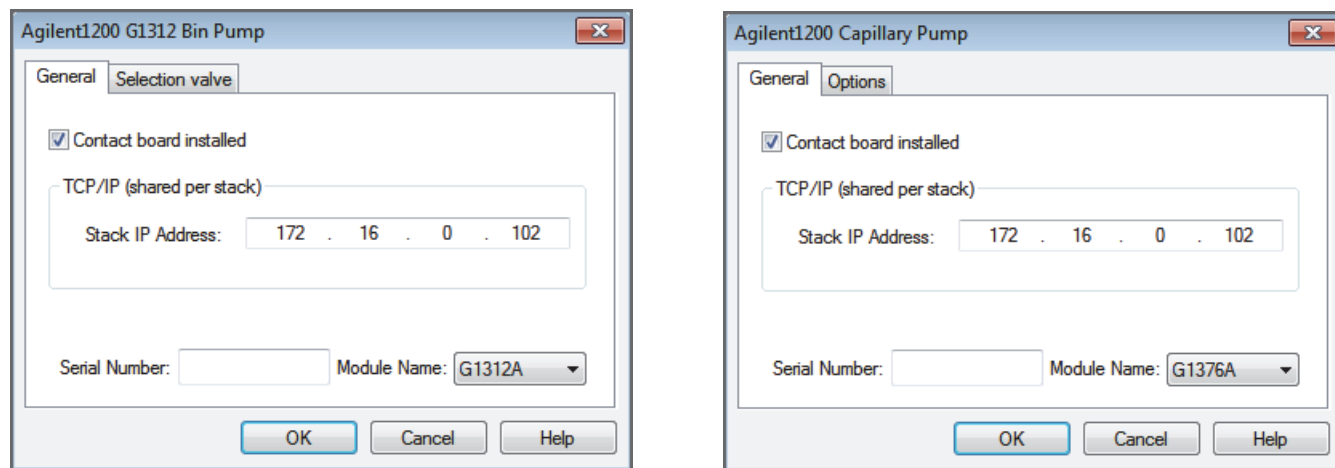 Agilent1200 G1312 Bin Pump
General Selection valve
Contact board installed
TCP/IP (shared per stack)
Stack IP Address: 172 . 16 . 0 . 102
Serial Number: Module Name: G1312A
OK Cancel Help
Agilent1200 Capillary Pump
General Options
Contact board installed
TCP/IP (shared per stack)
Stack IP Address: 172 . 16 . 0 . 102
Serial Number: Module Name: G1376A
OK Cancel Help